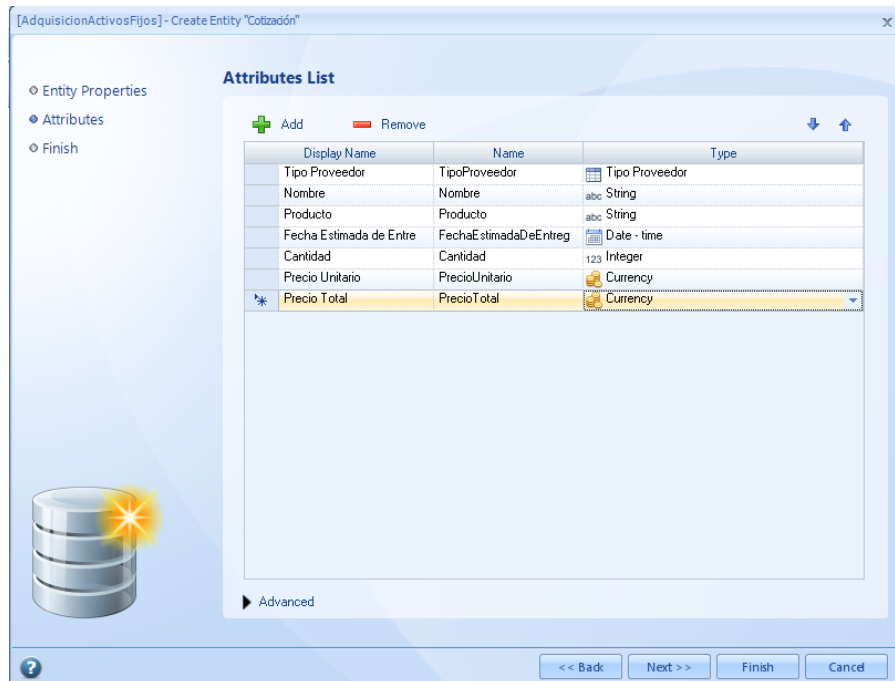 [AdquisicionActivosFijos] - Create Entity "Cotización"
x
Entity Properties
Attributes
Finish
Attributes List
Add Remove
Display Name Name Type
Tipo Proveedor TipoProveedor Tipo Proveedor
Nombre Nombre abc String
Producto Producto abc String
Fecha Estimada de Entre FechaEstimadaDeEntreg Date - time
Cantidad Cantidad 123 Integer
Precio Unitario PrecioUnitario Currency
Precio Total PrecioTotal Currency
Advanced
?
<< Back Next >> Finish Cancel